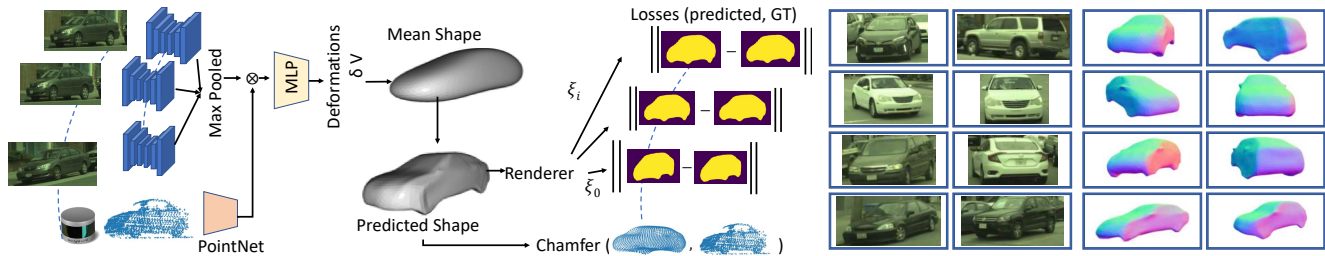 Max Pooled
⊗
MLP
Deformations
δ V
Mean Shape
Predicted Shape
PointNet
Renderer
ξi
ξ0
Losses (predicted, GT)
Chamfer ( , )